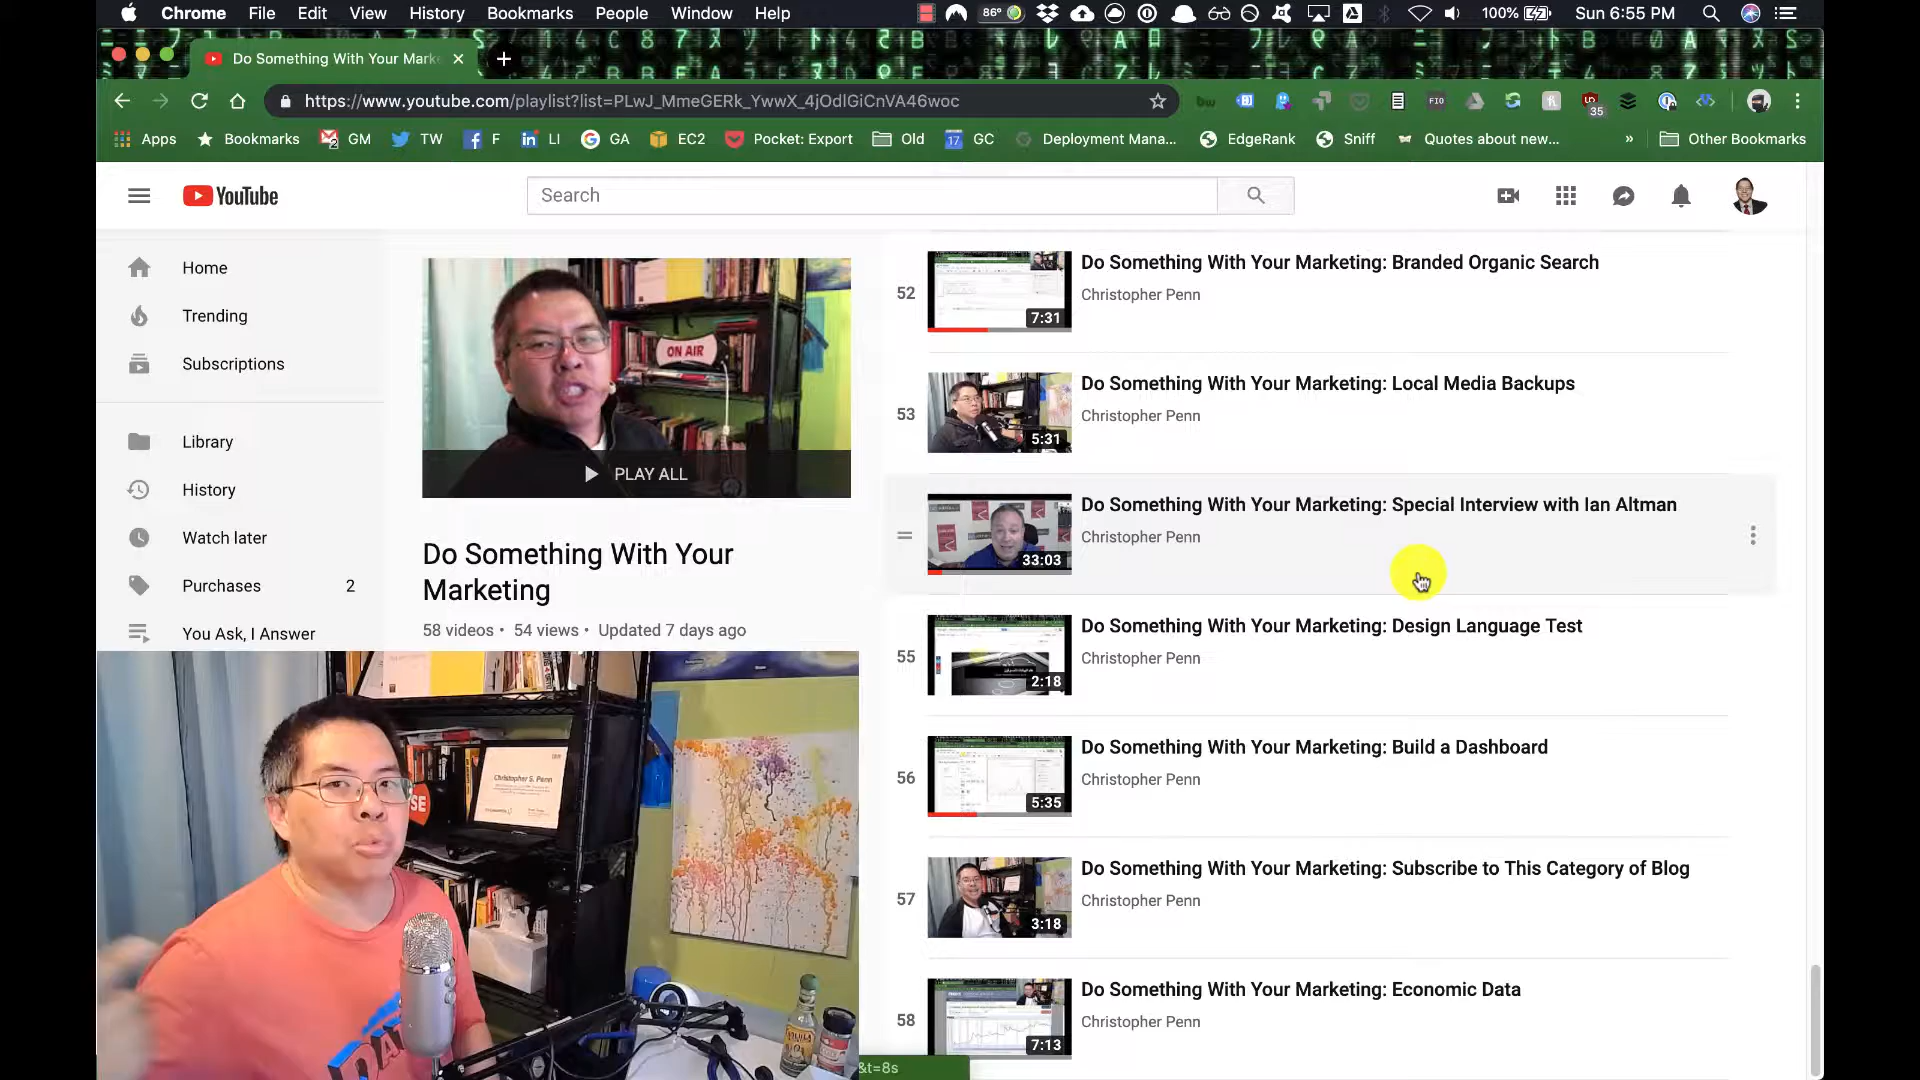 Chrome File Edit View History Bookmarks People Window Help 86° 100% Sun 6:55 PM
Do Something With Your Mark
https://www.youtube.com/playlist?list=PLwJ_MmeGERk_YwwX_4jOdlGiCnVA46woc
FIO 35
Apps Bookmarks GM TW F LI GA EC2 Pocket: Export Old 17 GC Deployment Mana... EdgeRank Sniff Quotes about new... » Other Bookmarks
YouTube
Search
Home
Trending
Subscriptions
Library
History
Watch later
Purchases 2
You Ask, I Answer
ON AIR
PLAY ALL
Do Something With Your
Marketing
58 videos • 54 views • Updated 7 days ago
52
7:31
Do Something With Your Marketing: Branded Organic Search
Christopher Penn
53
5:31
Do Something With Your Marketing: Local Media Backups
Christopher Penn
33:03
Do Something With Your Marketing: Special Interview with Ian Altman
Christopher Penn
55
2:18
Do Something With Your Marketing: Design Language Test
Christopher Penn
56
5:35
Do Something With Your Marketing: Build a Dashboard
Christopher Penn
57
3:18
Do Something With Your Marketing: Subscribe to This Category of Blog
Christopher Penn
58
7:13
Do Something With Your Marketing: Economic Data
Christopher Penn
Christopher S. Penn
&t=8s